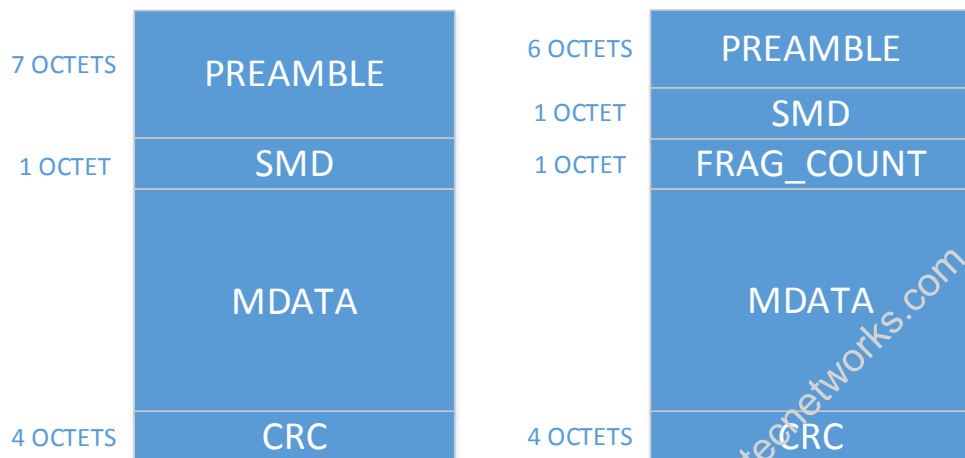 7 OCTETS PREAMBLE
1 OCTET SMD
MDATA
4 OCTETS CRC
6 OCTETS PREAMBLE
1 OCTET SMD
1 OCTET FRAG_COUNT
MDATA
4 OCTETS CRC
tecnetworks.com